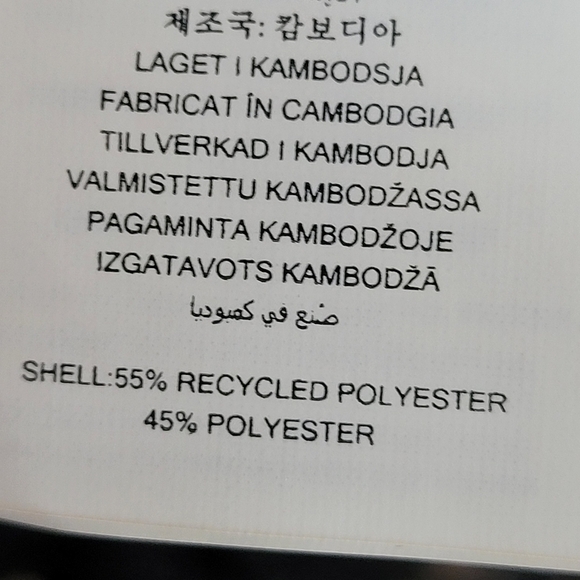 제조국: 캄보디아
LAGET I KAMBODSJA
FABRICAT ÎN CAMBODGIA
TILLVERKAD I KAMBODJA
VALMISTETTU KAMBODŽASSA
PAGAMINTA KAMBODŽOJE
IZGATAVOTS KAMBODŽĀ
صُنع في كمبوديا
SHELL:55% RECYCLED POLYESTER
45% POLYESTER